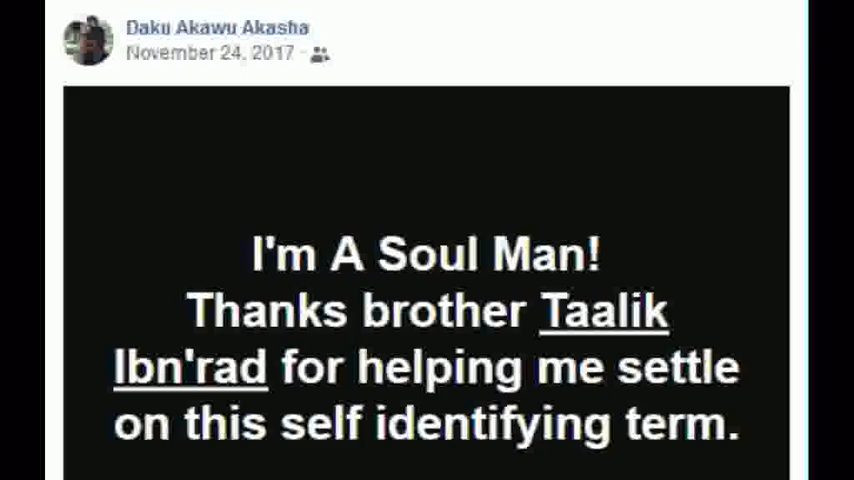 Daku Akawu Akasha
November 24, 2017 ·
I'm A Soul Man!
Thanks brother Taalik
Ibn'rad for helping me settle
on this self identifying term.